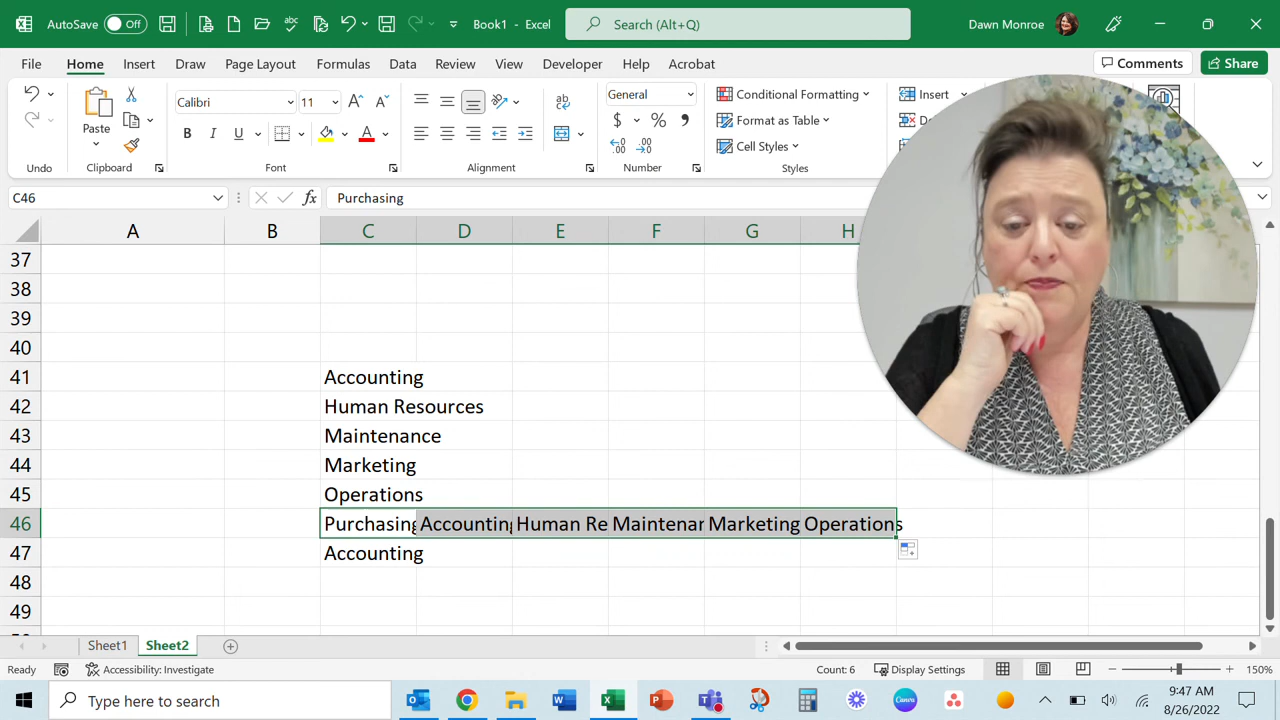 AutoSave Off Book1 - Excel Search (Alt+Q) Dawn Monroe
File Home Insert Draw Page Layout Formulas Data Review View Developer Help Acrobat Comments Share
Calibri 11 General Conditional Formatting Insert
Paste B I U $ % Format as Table
Cell Styles
Undo Clipboard Font Alignment Number Styles
C46 fx Purchasing
A B C D E F G H
37
38
39
40
41 Accounting
42 Human Resources
43 Maintenance
44 Marketing
45 Operations
46 Purchasing Accounting Human Re Maintenan Marketing Operations
47 Accounting
48
49
Sheet1 Sheet2
Ready Accessibility: Investigate Count: 6 Display Settings 150%
Type here to search 9:47 AM
8/26/2022